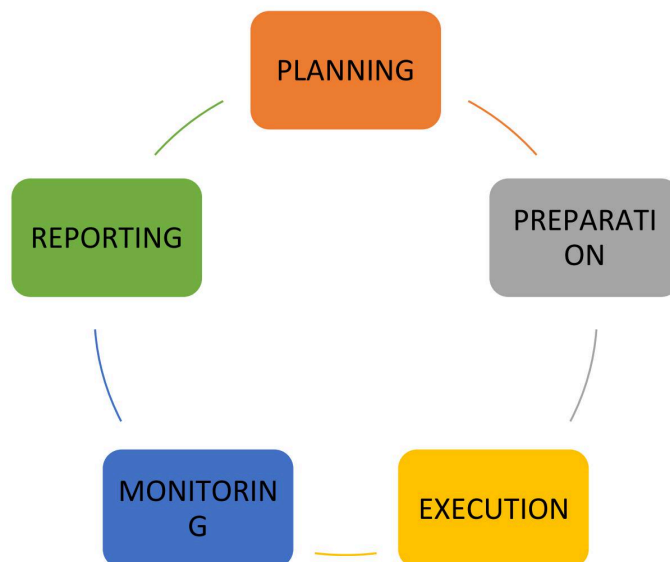 PLANNING
PREPARATI
ON
EXECUTION
MONITORIN
G
REPORTING